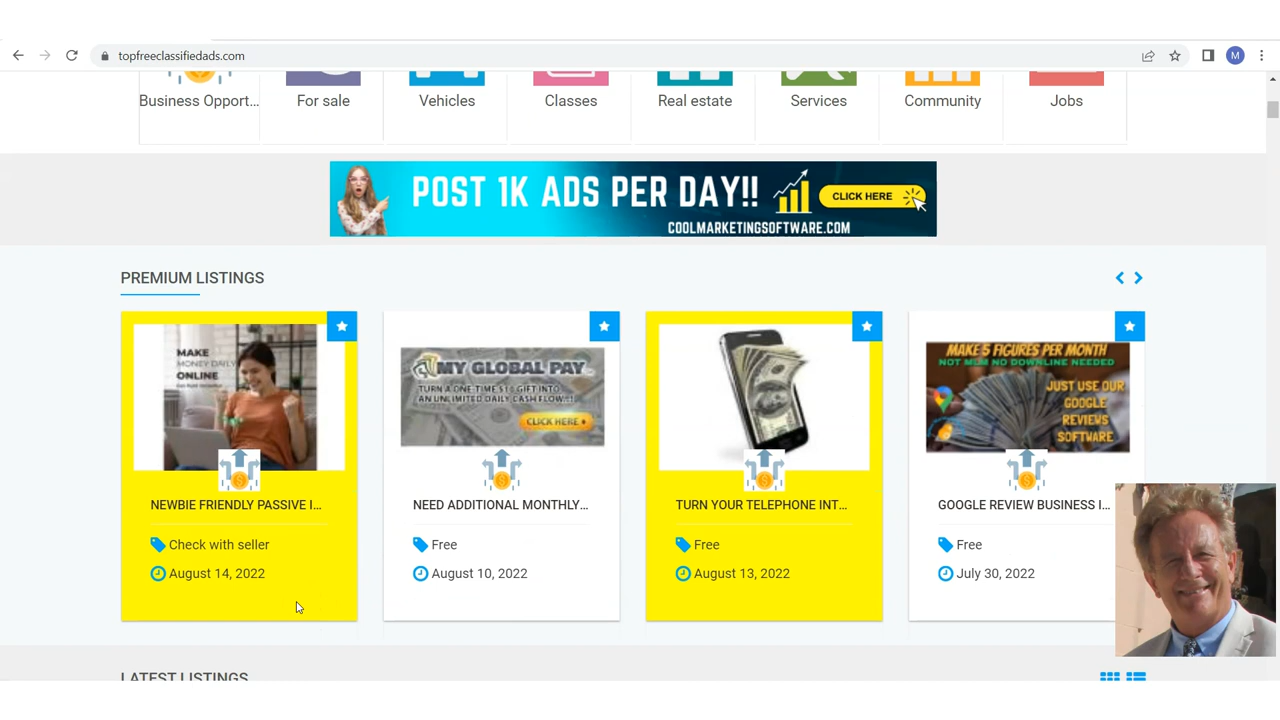 topfreeclassifiedads.com
M
Business Opport...
For sale
Vehicles
Classes
Real estate
Services
Community
Jobs
POST 1K ADS PER DAY!!
CLICK HERE
COOLMARKETINGSOFTWARE.COM
PREMIUM LISTINGS
MAKE
MONEY DAILY
ONLINE
NEWBIE FRIENDLY PASSIVE I...
Check with seller
August 14, 2022
MY GLOBAL PAY
TURN A ONE-TIME $10 GIFT INTO
AN UNLIMITED DAILY CASH FLOW...!!
CLICK HERE
NEED ADDITIONAL MONTHLY...
Free
August 10, 2022
TURN YOUR TELEPHONE INT...
Free
August 13, 2022
MAKE 5 FIGURES PER MONTH
NOT MLM NO DOWNLINE NEEDED
JUST USE OUR
GOOGLE
REVIEWS
SOFTWARE
GOOGLE REVIEW BUSINESS I...
Free
July 30, 2022
LATEST LISTINGS